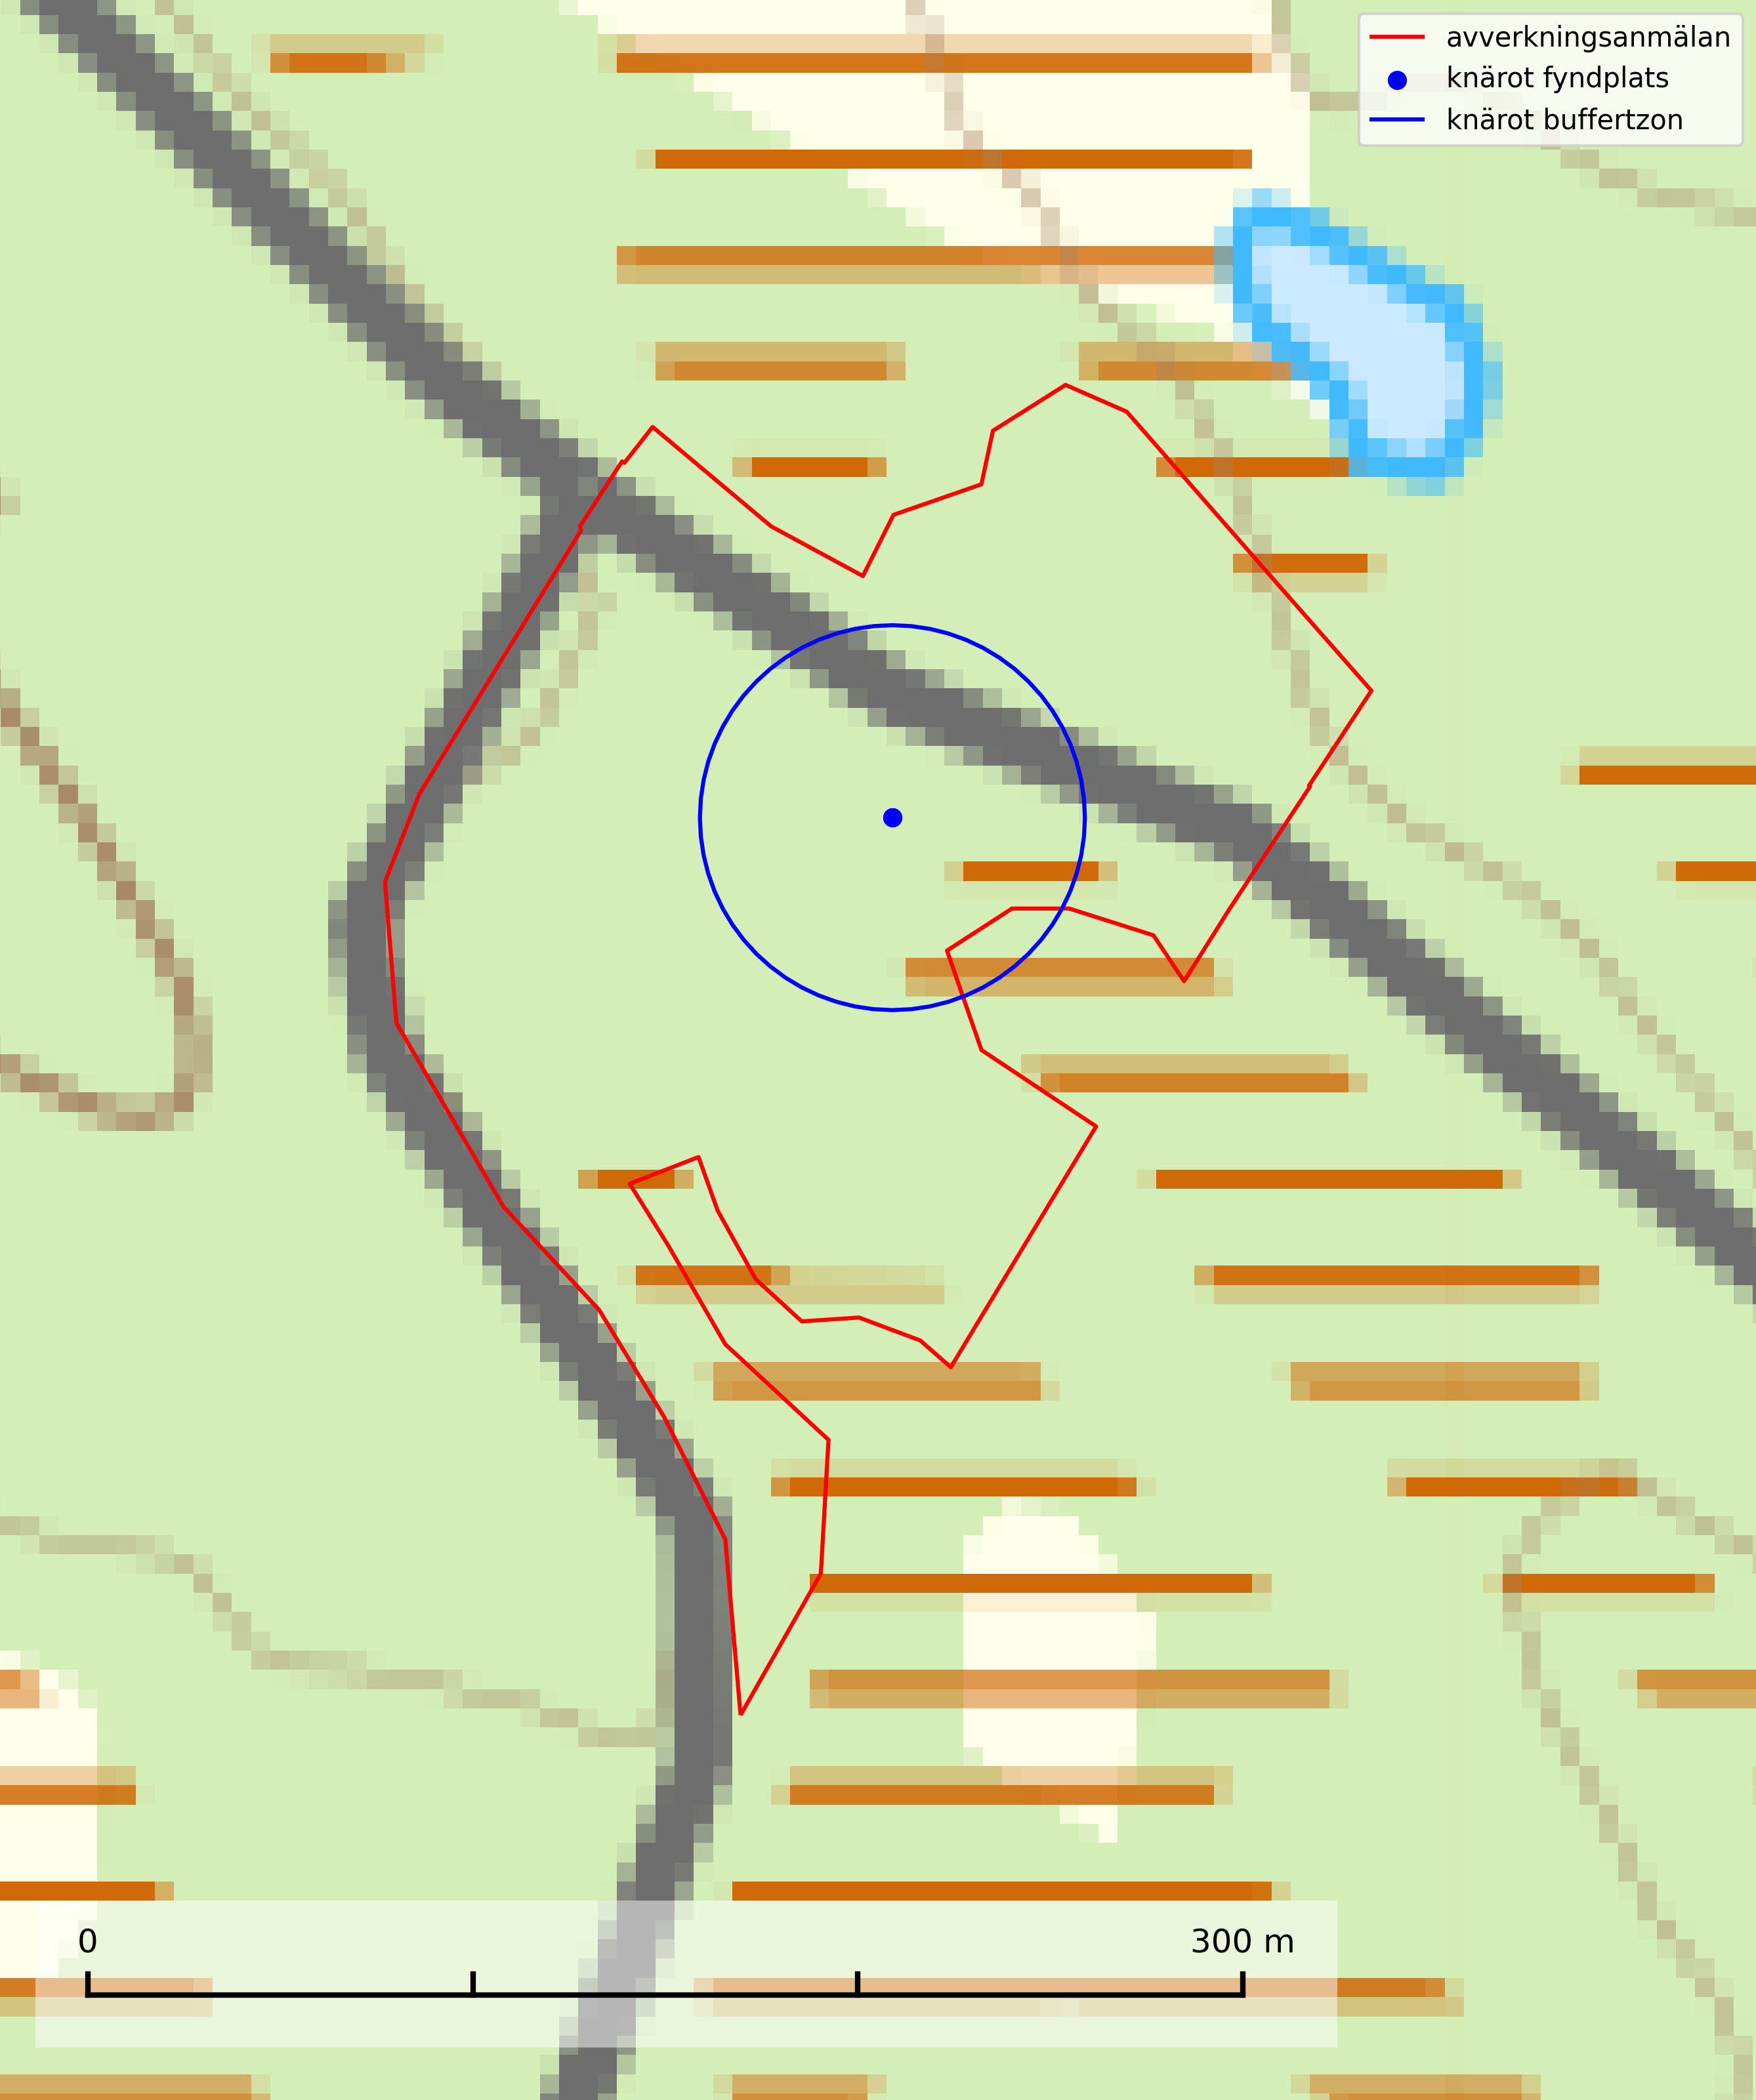 avverkningsanmälan
knärot fyndplats
knärot buffertzon
0
300 m